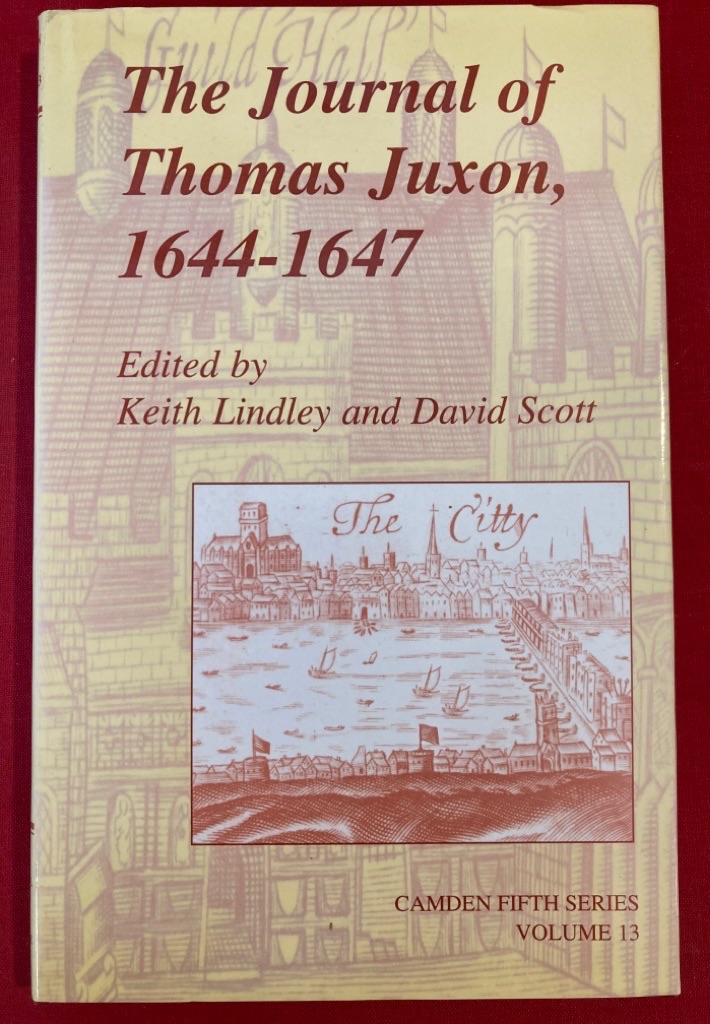 Guild Hall
The Journal of
Thomas Juxon,
1644-1647
Edited by
Keith Lindley and David Scott
The Citty
CAMDEN FIFTH SERIES
VOLUME 13